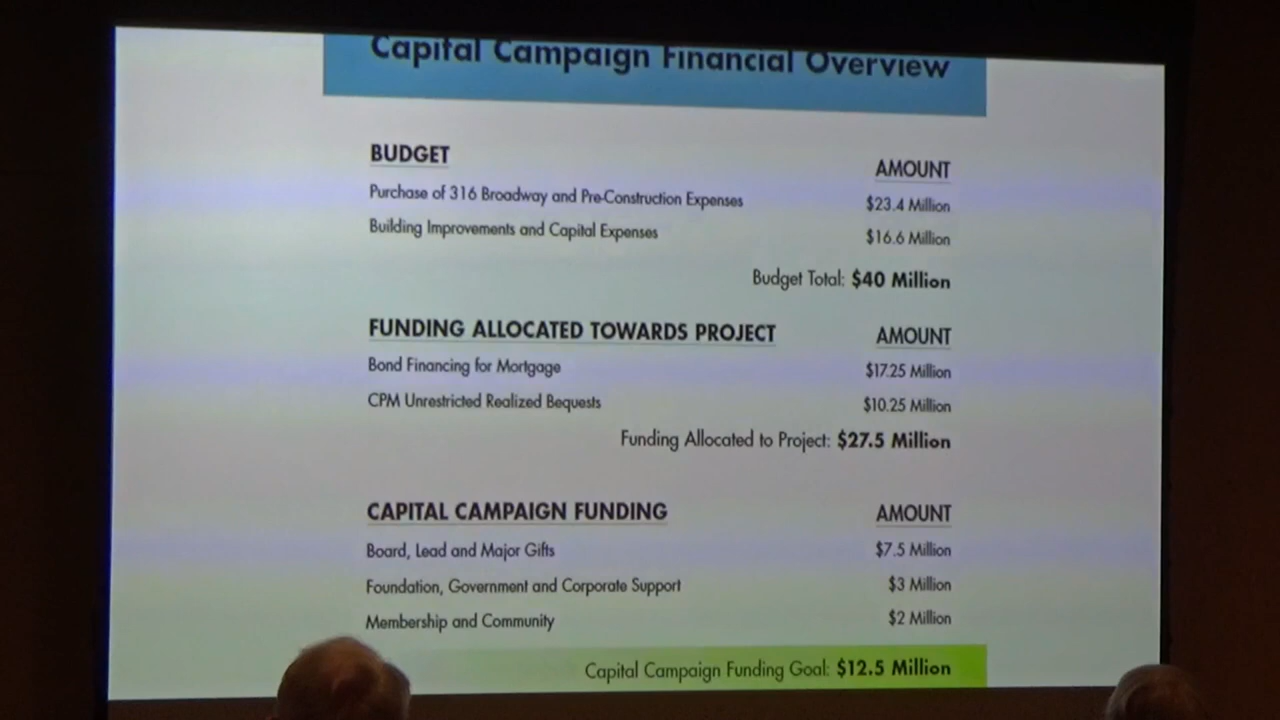 Capital Campaign Financial Overview
BUDGET AMOUNT
Purchase of 316 Broadway and Pre-Construction Expenses $23.4 Million
Building Improvements and Capital Expenses $16.6 Million
Budget Total: $40 Million
FUNDING ALLOCATED TOWARDS PROJECT AMOUNT
Bond Financing for Mortgage $17.25 Million
CPM Unrestricted Realized Bequests $10.25 Million
Funding Allocated to Project: $27.5 Million
CAPITAL CAMPAIGN FUNDING AMOUNT
Board, Lead and Major Gifts $7.5 Million
Foundation, Government and Corporate Support $3 Million
Membership and Community $2 Million
Capital Campaign Funding Goal: $12.5 Million